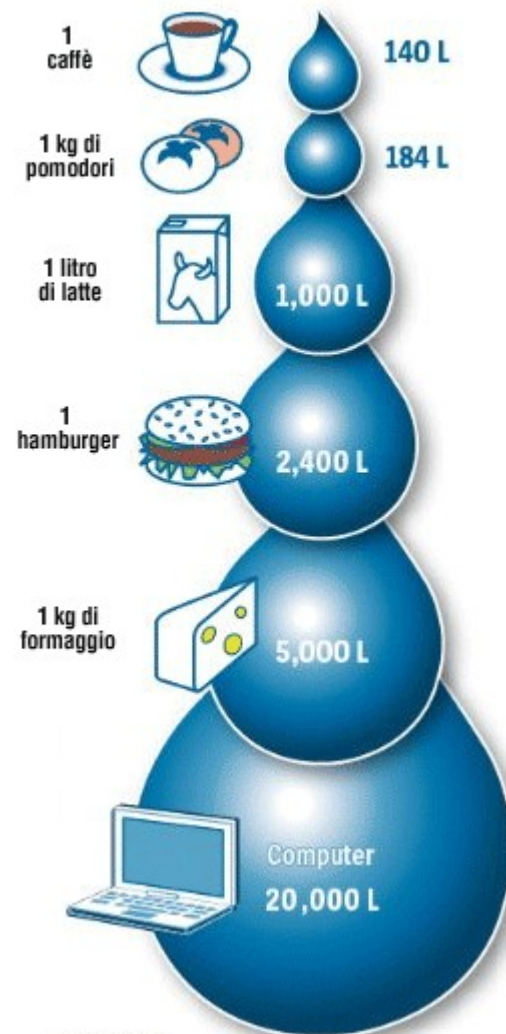 1
caffè
140 L
1 kg di
pomodori
184 L
1 litro
di latte
1,000 L
1
hamburger
2,400 L
1 kg di
formaggio
5,000 L
Computer
20,000 L